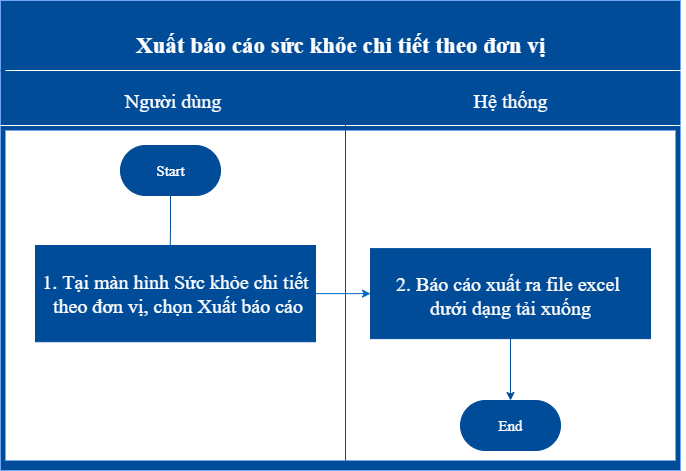 Xuất báo cáo sức khỏe chi tiết theo đơn vị
Người dùng
Hệ thống
Start
1. Tại màn hình Sức khỏe chi tiết
theo đơn vị, chọn Xuất báo cáo
2. Báo cáo xuất ra file excel
dưới dạng tải xuống
End